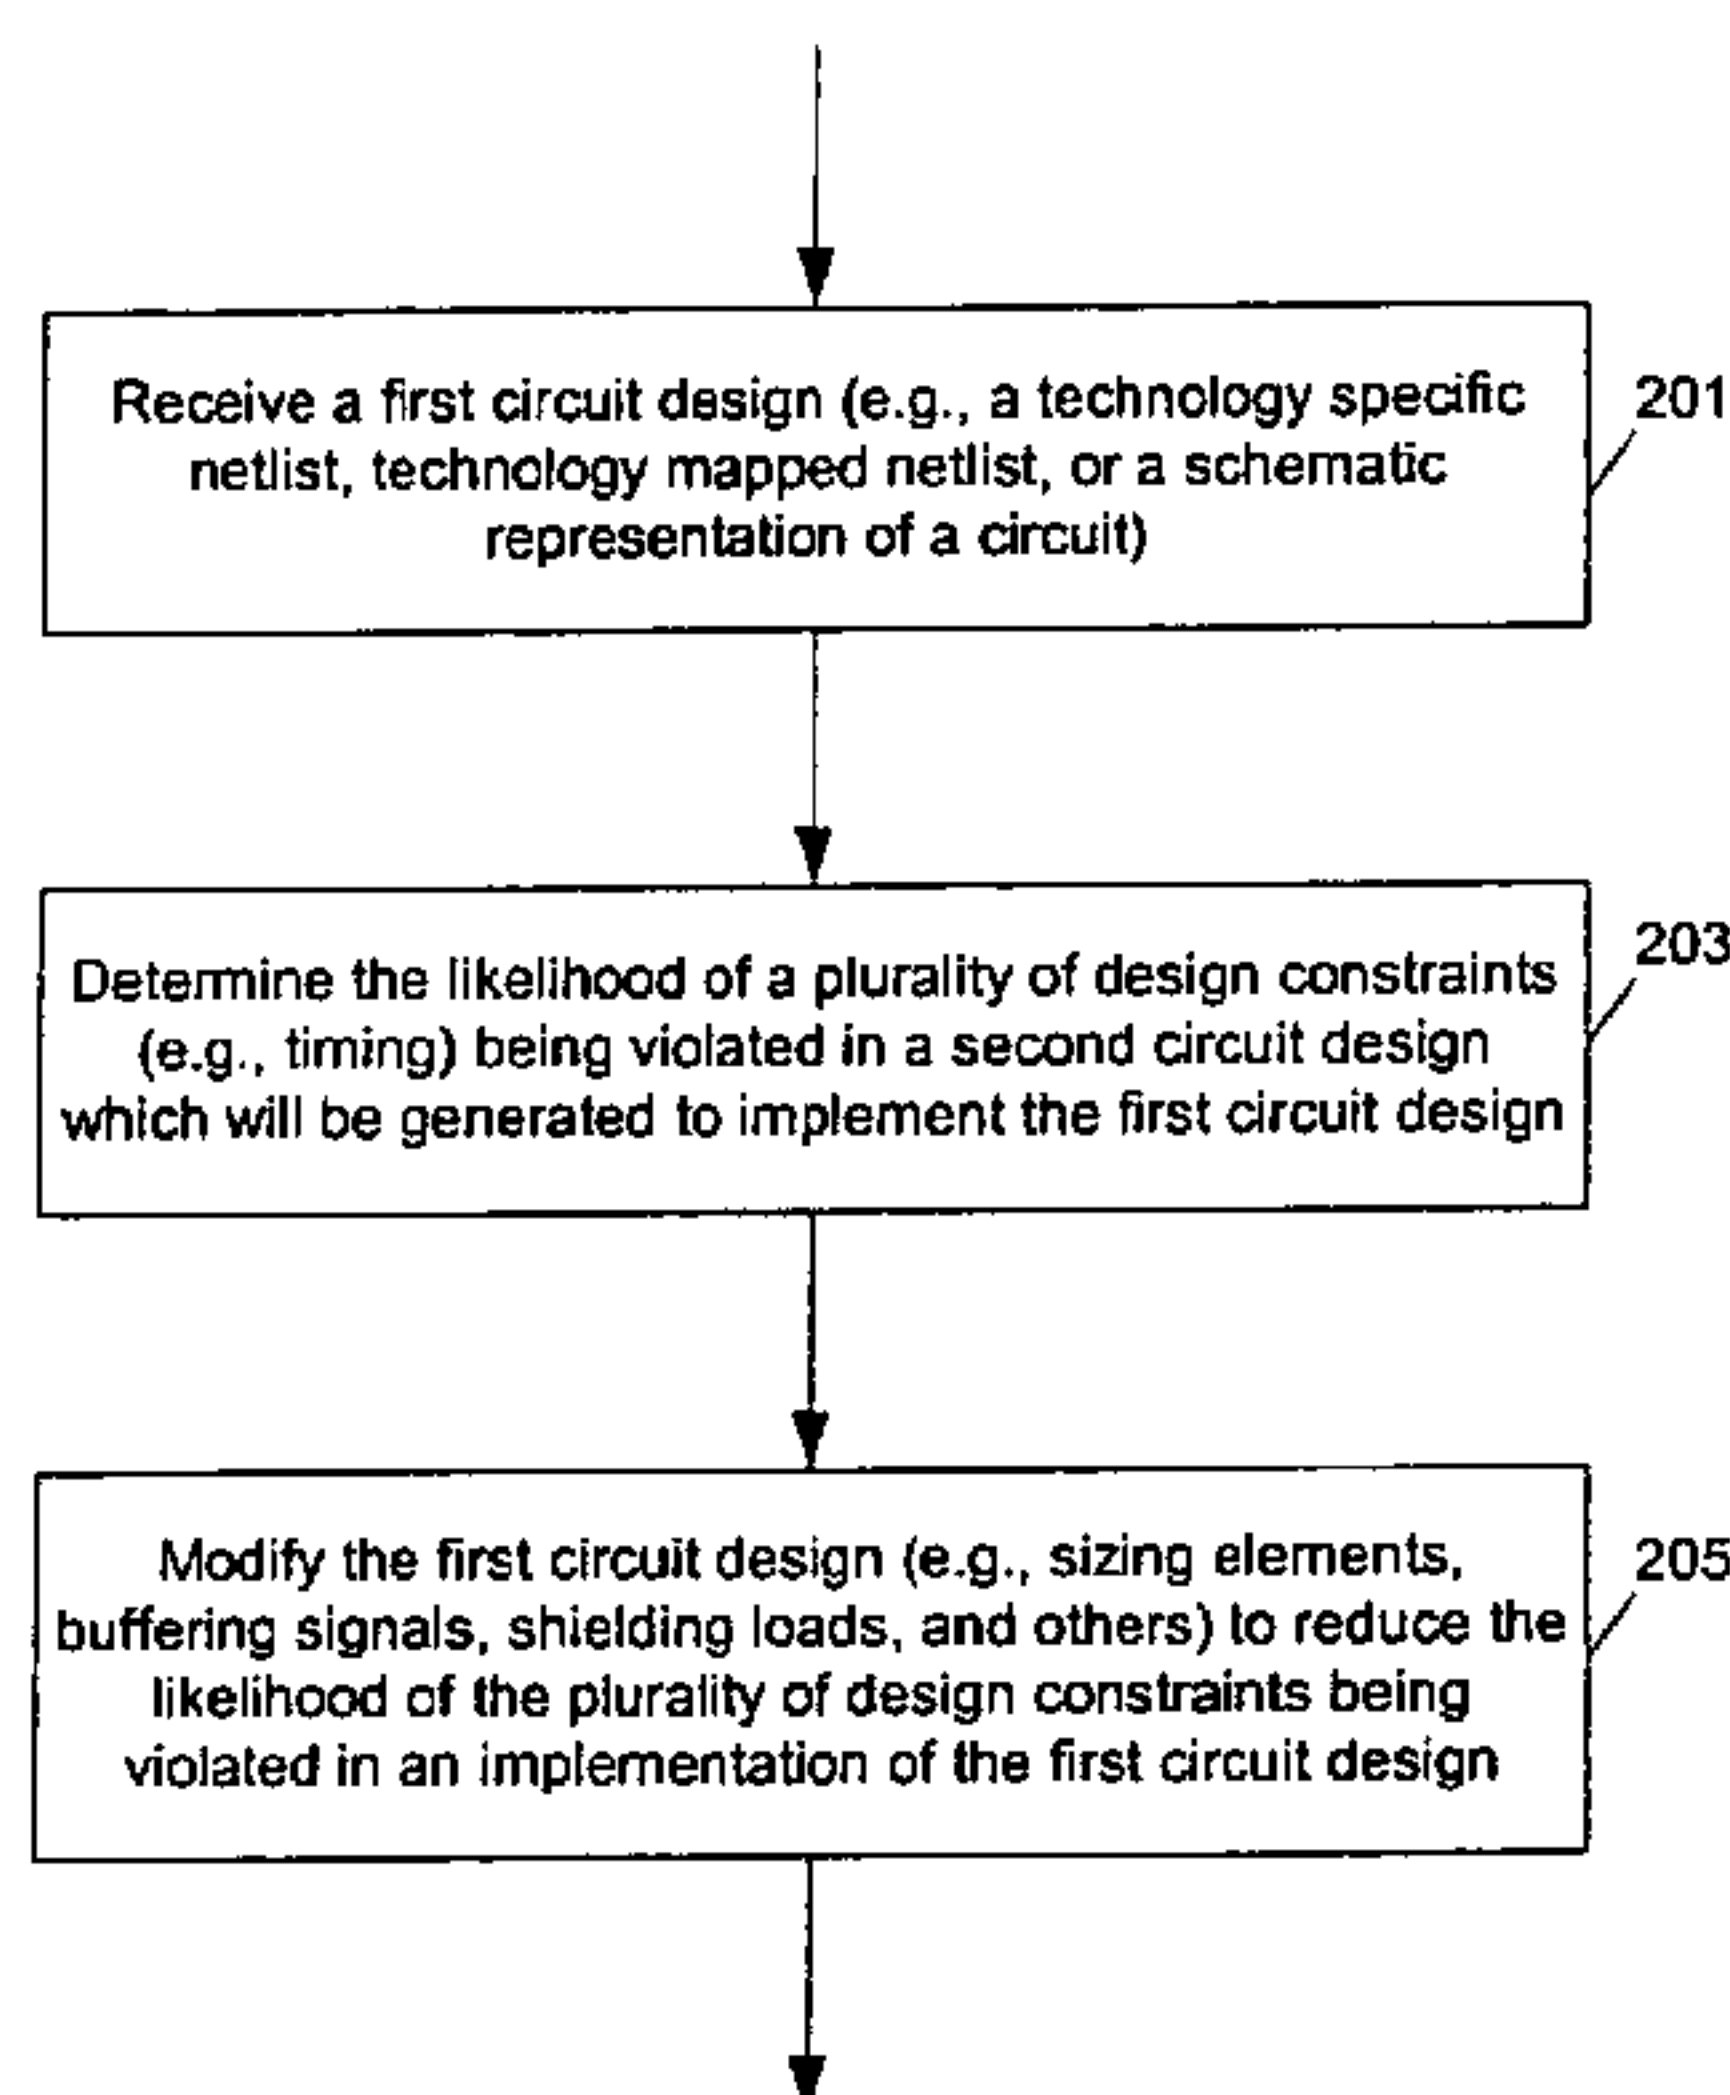 Receive a first circuit design (e.g., a technology specific
netlist, technology mapped netlist, or a schematic
representation of a circuit)
201
Determine the likelihood of a plurality of design constraints
(e.g., timing) being violated in a second circuit design
which will be generated to implement the first circuit design
203
Modify the first circuit design (e.g., sizing elements,
buffering signals, shielding loads, and others) to reduce the
likelihood of the plurality of design constraints being
violated in an implementation of the first circuit design
205